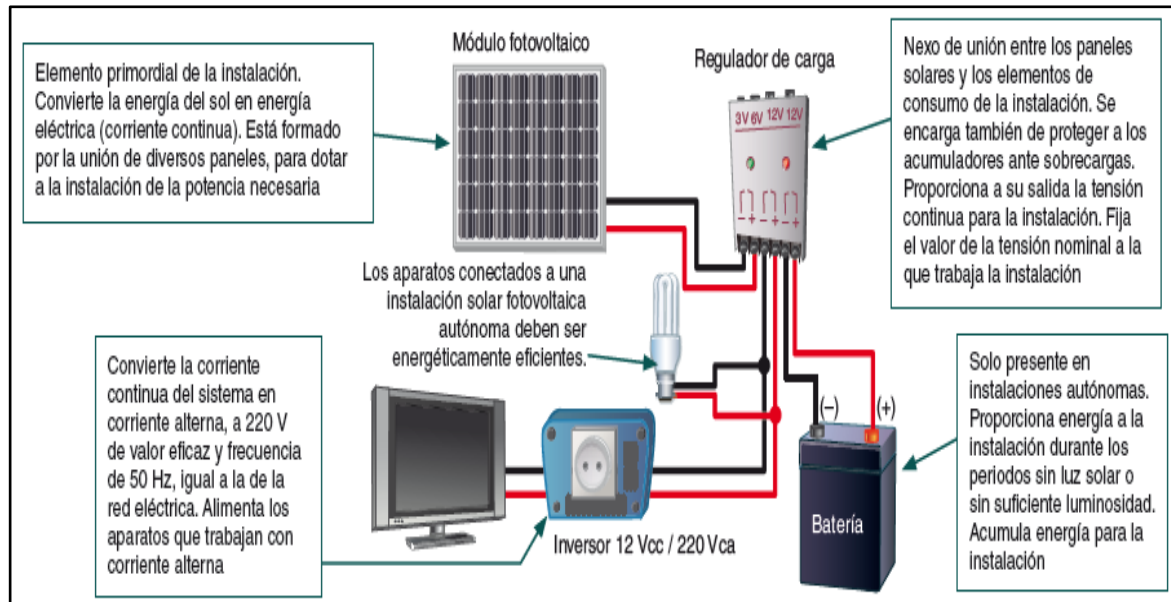 Elemento primordial de la instalación.
Convierte la energía del sol en energía
eléctrica (corriente continua). Está formado
por la unión de diversos paneles, para dotar
a la instalación de la potencia necesaria
Módulo fotovoltaico
Regulador de carga
3V 6V 12V 12V
- + - + - +
Nexo de unión entre los paneles
solares y los elementos de
consumo de la instalación. Se
encarga también de proteger a los
acumuladores ante sobrecargas.
Proporciona a su salida la tensión
continua para la instalación. Fija
el valor de la tensión nominal a la
que trabaja la instalación
Los aparatos conectados a una
instalación solar fotovoltaica
autónoma deben ser
energéticamente eficientes.
Convierte la corriente
continua del sistema en
corriente alterna, a 220 V
de valor eficaz y frecuencia
de 50 Hz, igual a la de la
red eléctrica. Alimenta los
aparatos que trabajan con
corriente alterna
Inversor 12 Vcc / 220 Vca
(–) (+)
Batería
Solo presente en
instalaciones autónomas.
Proporciona energía a la
instalación durante los
periodos sin luz solar o
sin suficiente luminosidad.
Acumula energía para la
instalación